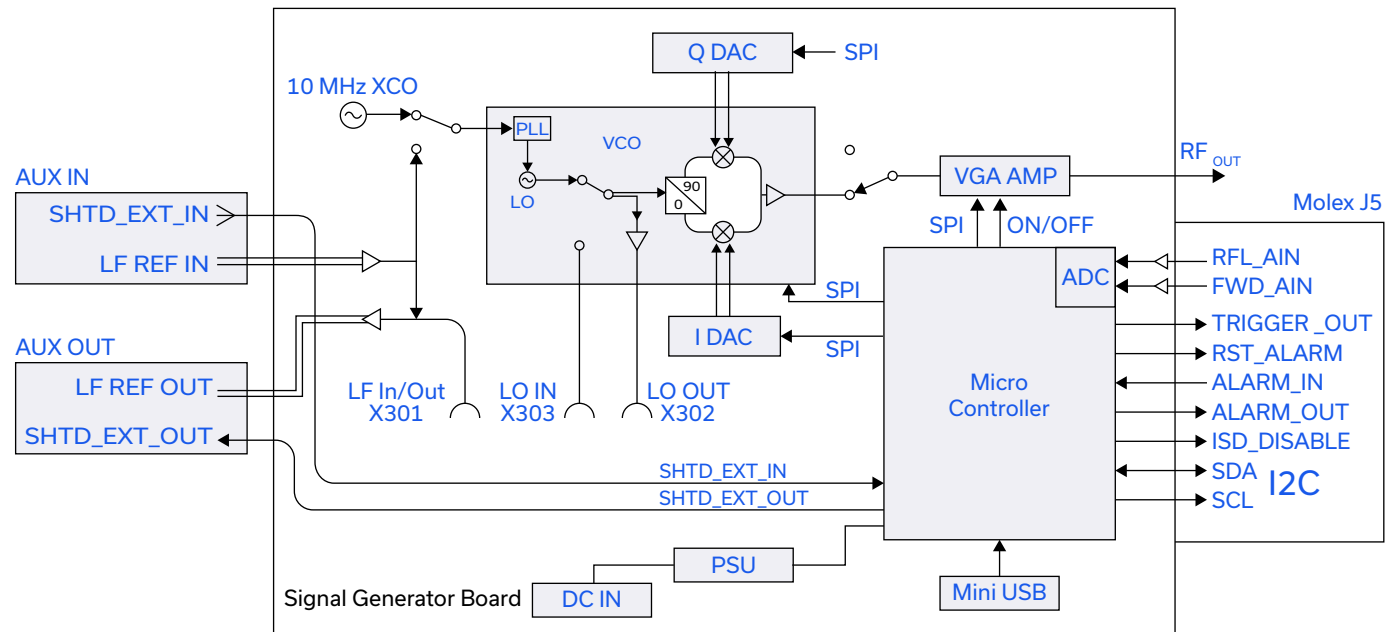 Q DAC
SPI
10 MHz XCO
PLL
VCO
90
0
LO
RF OUT
VGA AMP
AUX IN
SHTD_EXT_IN
LF REF IN
SPI
ON/OFF
Molex J5
ADC
RFL_AIN
FWD_AIN
SPI
I DAC
SPI
TRIGGER _OUT
RST_ALARM
ALARM_IN
ALARM_OUT
ISD_DISABLE
SDA
SCL
I2C
AUX OUT
LF REF OUT
SHTD_EXT_OUT
LF In/Out
X301
LO IN
X303
LO OUT
X302
Micro
Controller
SHTD_EXT_IN
SHTD_EXT_OUT
PSU
Signal Generator Board
DC IN
Mini USB